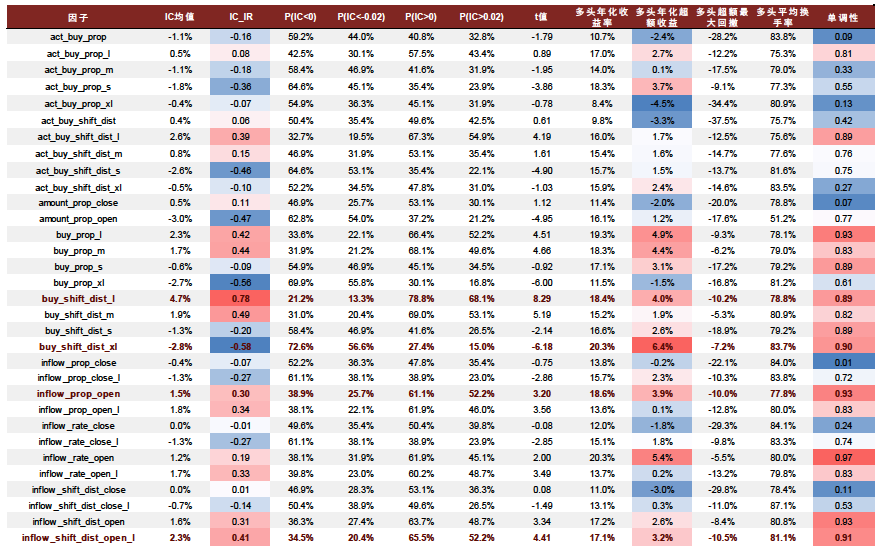 因子 IC均值 IC_IR P(IC<0) P(IC<-0.02) P(IC>0) P(IC>0.02) t值 多头年化收益率 多头年化超额收益 多头超额最大回撤 多头平均换手率 单调性
act_buy_prop -1.1% -0.16 59.2% 44.0% 40.8% 32.8% -1.79 10.7% -2.4% -28.2% 83.8% 0.09
act_buy_prop_l 0.5% 0.08 42.5% 30.1% 57.5% 43.4% 0.89 17.0% 2.7% -12.2% 75.3% 0.81
act_buy_prop_m -1.1% -0.18 58.4% 46.9% 41.6% 31.9% -1.95 14.0% 0.1% -17.5% 79.0% 0.33
act_buy_prop_s -1.8% -0.36 64.6% 45.1% 35.4% 23.9% -3.86 18.3% 3.7% -9.1% 77.3% 0.55
act_buy_prop_xl -0.4% -0.07 54.9% 36.3% 45.1% 31.9% -0.78 8.4% -4.5% -34.4% 80.9% 0.13
act_buy_shift_dist 0.4% 0.06 50.4% 35.4% 49.6% 42.5% 0.61 9.8% -3.3% -37.5% 75.7% 0.42
act_buy_shift_dist_l 2.6% 0.39 32.7% 19.5% 67.3% 54.9% 4.19 16.0% 1.7% -12.5% 75.6% 0.89
act_buy_shift_dist_m 0.8% 0.15 46.9% 31.9% 53.1% 35.4% 1.61 15.4% 1.6% -14.7% 77.6% 0.76
act_buy_shift_dist_s -2.6% -0.46 64.6% 53.1% 35.4% 22.1% -4.90 15.7% 1.5% -13.7% 81.6% 0.75
act_buy_shift_dist_xl -0.5% -0.10 52.2% 34.5% 47.8% 31.0% -1.03 15.9% 2.4% -14.6% 83.5% 0.27
amount_prop_close 0.5% 0.11 46.9% 25.7% 53.1% 30.1% 1.12 11.4% -2.0% -20.0% 78.8% 0.07
amount_prop_open -3.0% -0.47 62.8% 54.0% 37.2% 21.2% -4.95 16.1% 1.2% -17.6% 51.2% 0.77
buy_prop_l 2.3% 0.42 33.6% 22.1% 66.4% 52.2% 4.51 19.3% 4.9% -9.3% 78.1% 0.93
buy_prop_m 1.7% 0.44 31.9% 21.2% 68.1% 49.6% 4.66 18.3% 4.4% -6.2% 79.0% 0.83
buy_prop_s -0.6% -0.09 54.9% 46.9% 45.1% 34.5% -0.92 17.1% 3.1% -17.2% 79.2% 0.89
buy_prop_xl -2.7% -0.56 69.9% 55.8% 30.1% 16.8% -6.00 11.5% -1.5% -16.8% 81.2% 0.61
buy_shift_dist_l 4.7% 0.78 21.2% 13.3% 78.8% 68.1% 8.29 18.4% 4.0% -10.2% 78.8% 0.89
buy_shift_dist_m 1.9% 0.49 31.0% 20.4% 69.0% 53.1% 5.19 15.2% 1.9% -5.3% 80.9% 0.82
buy_shift_dist_s -1.3% -0.20 58.4% 46.9% 41.6% 26.5% -2.14 16.6% 2.6% -18.9% 79.2% 0.89
buy_shift_dist_xl -2.8% -0.58 72.6% 56.6% 27.4% 15.0% -6.18 20.3% 6.4% -7.2% 83.7% 0.90
inflow_prop_close -0.4% -0.07 52.2% 36.3% 47.8% 35.4% -0.75 13.8% -0.2% -22.1% 84.0% 0.01
inflow_prop_close_l -1.3% -0.27 61.1% 38.1% 38.9% 23.0% -2.86 15.7% 2.3% -10.3% 83.8% 0.72
inflow_prop_open 1.5% 0.30 38.9% 25.7% 61.1% 52.2% 3.20 18.6% 3.9% -10.0% 77.8% 0.93
inflow_prop_open_l 1.8% 0.34 38.1% 22.1% 61.9% 46.0% 3.56 13.6% 0.1% -12.8% 80.0% 0.83
inflow_rate_close 0.0% -0.01 49.6% 35.4% 50.4% 39.8% -0.08 12.0% -1.8% -29.3% 84.1% 0.24
inflow_rate_close_l -1.3% -0.27 61.1% 38.1% 38.9% 23.9% -2.85 15.1% 1.8% -9.8% 83.3% 0.74
inflow_rate_open 1.2% 0.19 38.1% 31.9% 61.9% 45.1% 2.00 20.3% 5.4% -5.5% 80.0% 0.97
inflow_rate_open_l 1.7% 0.33 39.8% 23.0% 60.2% 48.7% 3.49 13.7% 0.2% -13.2% 79.8% 0.83
inflow_shift_dist_close 0.0% 0.01 46.9% 28.3% 53.1% 36.3% 0.08 11.0% -3.0% -29.8% 78.4% 0.11
inflow_shift_dist_close_l -0.7% -0.14 50.4% 38.9% 49.6% 26.5% -1.49 13.1% 0.3% -11.0% 87.1% 0.53
inflow_shift_dist_open 1.6% 0.31 36.3% 27.4% 63.7% 48.7% 3.34 17.2% 2.6% -8.4% 80.8% 0.93
inflow_shift_dist_open_l 2.3% 0.41 34.5% 20.4% 65.5% 52.2% 4.41 17.1% 3.2% -10.5% 81.1% 0.91